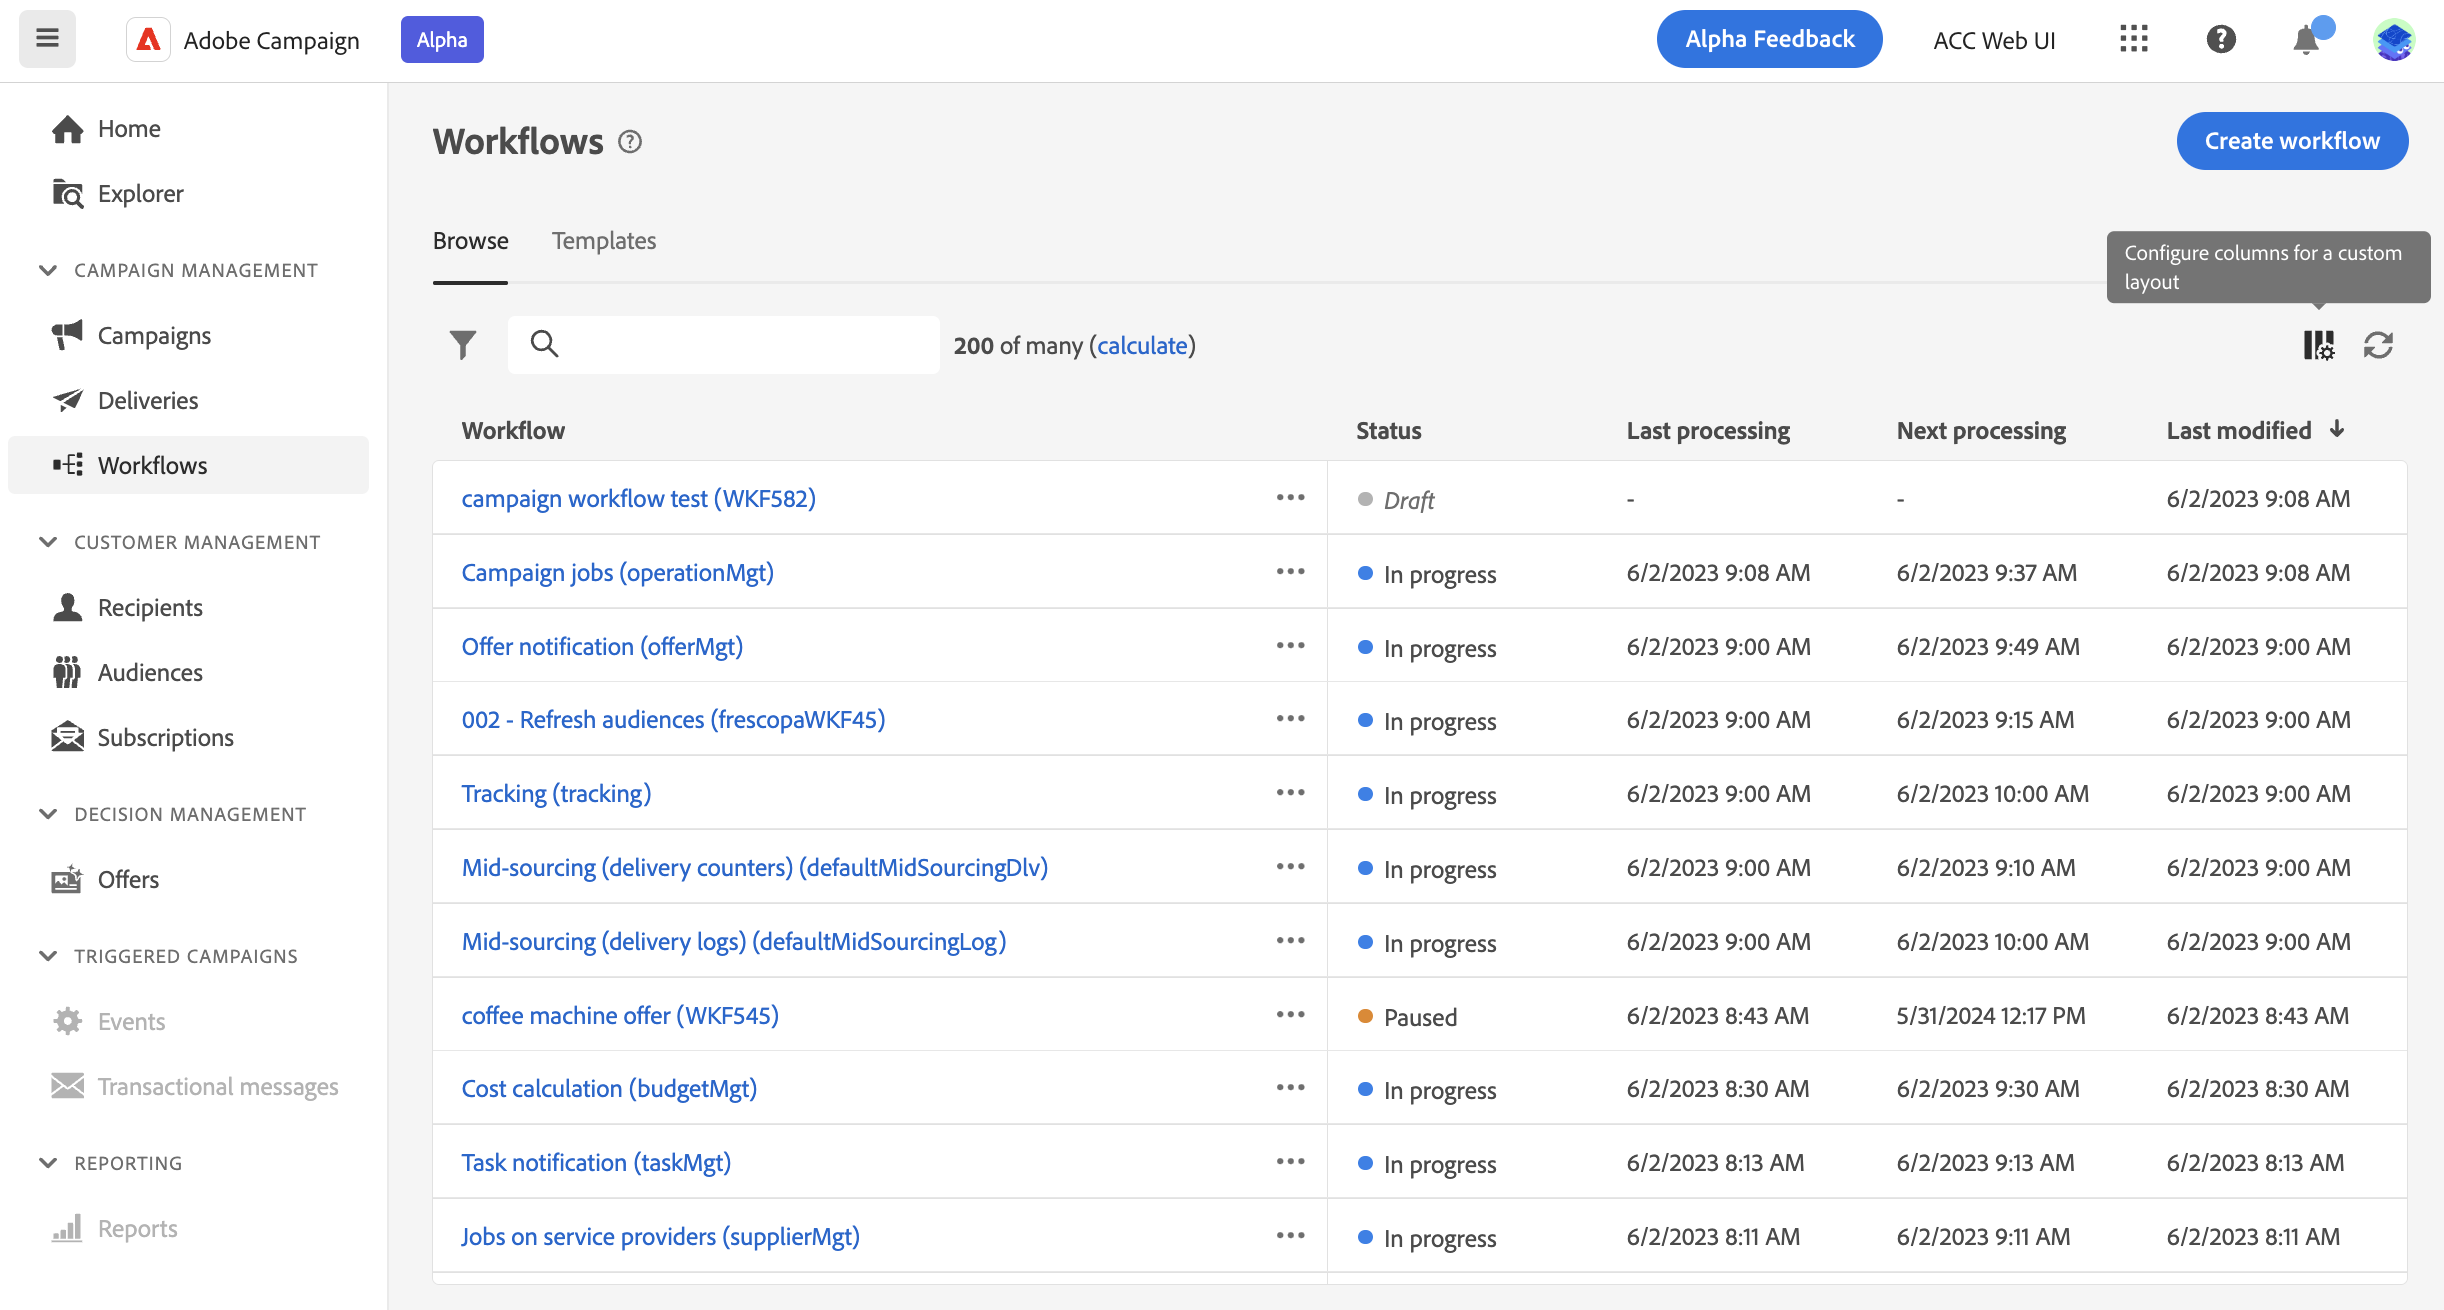 Adobe Campaign
Alpha
Alpha Feedback
ACC Web UI
Home
Explorer
CAMPAIGN MANAGEMENT
Campaigns
Deliveries
Workflows
CUSTOMER MANAGEMENT
Recipients
Audiences
Subscriptions
DECISION MANAGEMENT
Offers
TRIGGERED CAMPAIGNS
Events
Transactional messages
REPORTING
Reports
Workflows
Create workflow
Browse Templates
Configure columns for a custom
layout
200 of many (calculate)
Workflow Status Last processing Next processing Last modified
campaign workflow test (WKF582) Draft - - 6/2/2023 9:08 AM
Campaign jobs (operationMgt) In progress 6/2/2023 9:08 AM 6/2/2023 9:37 AM 6/2/2023 9:08 AM
Offer notification (offerMgt) In progress 6/2/2023 9:00 AM 6/2/2023 9:49 AM 6/2/2023 9:00 AM
002 - Refresh audiences (frescopaWKF45) In progress 6/2/2023 9:00 AM 6/2/2023 9:15 AM 6/2/2023 9:00 AM
Tracking (tracking) In progress 6/2/2023 9:00 AM 6/2/2023 10:00 AM 6/2/2023 9:00 AM
Mid-sourcing (delivery counters) (defaultMidSourcingDlv) In progress 6/2/2023 9:00 AM 6/2/2023 9:10 AM 6/2/2023 9:00 AM
Mid-sourcing (delivery logs) (defaultMidSourcingLog) In progress 6/2/2023 9:00 AM 6/2/2023 10:00 AM 6/2/2023 9:00 AM
coffee machine offer (WKF545) Paused 6/2/2023 8:43 AM 5/31/2024 12:17 PM 6/2/2023 8:43 AM
Cost calculation (budgetMgt) In progress 6/2/2023 8:30 AM 6/2/2023 9:30 AM 6/2/2023 8:30 AM
Task notification (taskMgt) In progress 6/2/2023 8:13 AM 6/2/2023 9:13 AM 6/2/2023 8:13 AM
Jobs on service providers (supplierMgt) In progress 6/2/2023 8:11 AM 6/2/2023 9:11 AM 6/2/2023 8:11 AM